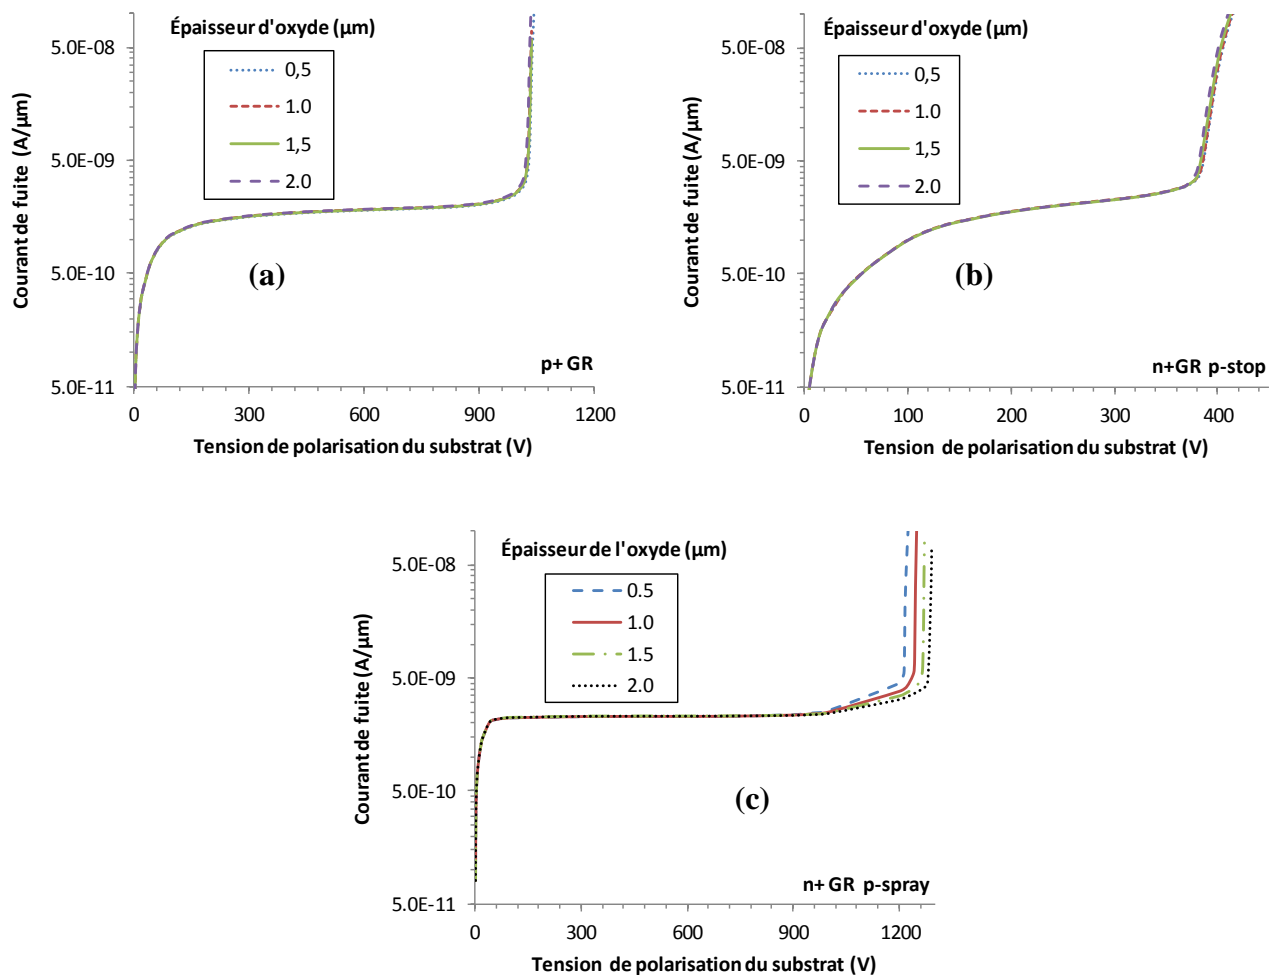 Épaisseur d'oxyde (µm)
0,5
1.0
1,5
2.0
5.0E-08
5.0E-09
5.0E-10
5.0E-11
Courant de fuite (A/µm)
(a)
p+ GR
0 300 600 900 1200
Tension de polarisation du substrat (V)
Épaisseur d'oxyde (µm)
0,5
1.0
1,5
2.0
5.0E-08
5.0E-09
5.0E-10
5.0E-11
Courant de fuite (A/µm)
(b)
n+GR p-stop
0 100 200 300 400
Tension de polarisation du substrat (V)
Épaisseur de l'oxyde (µm)
0.5
1.0
1.5
2.0
5.0E-08
5.0E-09
5.0E-10
5.0E-11
Courant de fuite (A/µm)
(c)
n+ GR p-spray
0 300 600 900 1200
Tension de polarisation du substrat (V)